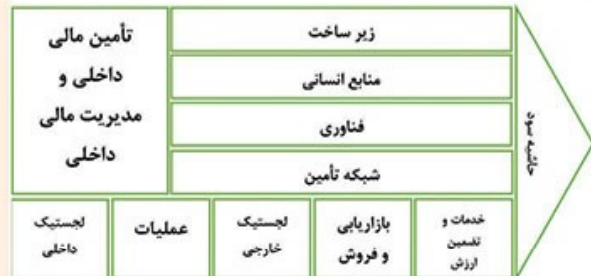 تأمین مالی
داخلی و
مدیریت مالی
داخلی
زیر ساخت
منابع انسانی
فناوری
شبکه تأمین
حاشیه سود
خدمات و
تضمین
ارزش
بازاریابی
و فروش
لجستیک
خارجی
عملیات
لجستیک
داخلی